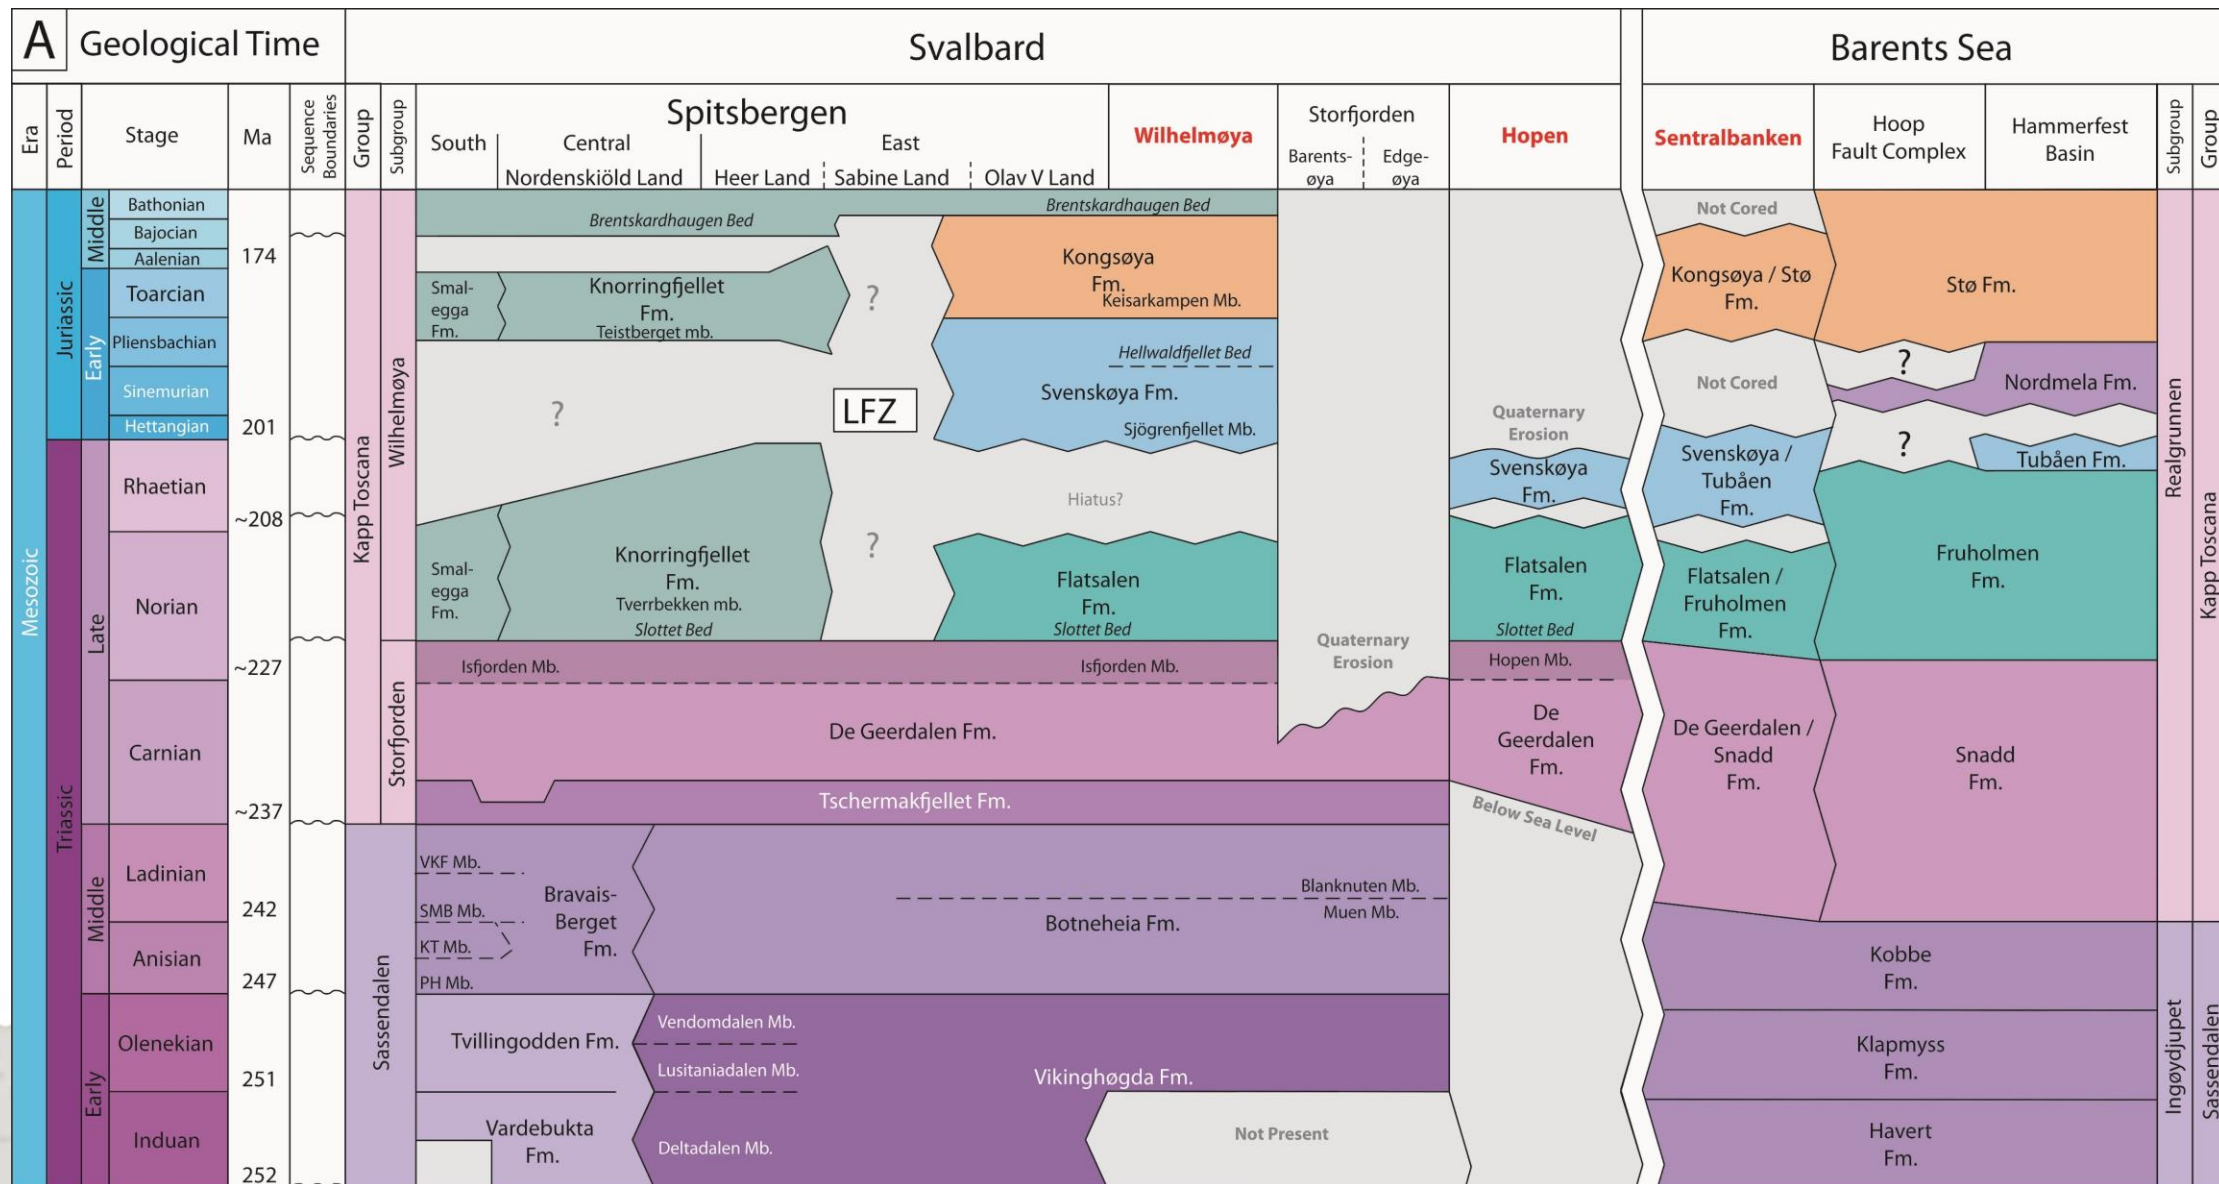 A
Geological Time
Svalbard
Barents Sea
Era
Period
Stage
Ma
Sequence
Boundaries
Group
Subgroup
Spitsbergen
South
Central
East
Nordenskiöld Land
Heer Land
Sabine Land
Olav V Land
Wilhelmøya
Storfjorden
Barents-
øya
Edge-
øya
Hopen
Sentralbanken
Hoop
Fault Complex
Hammerfest
Basin
Subgroup
Group
Mesozoic
Juriassic
Triassic
Middle
Early
Late
Middle
Early
Bathonian
Bajocian
Aalenian
Toarcian
Pliensbachian
Sinemurian
Hettangian
Rhaetian
Norian
Carnian
Ladinian
Anisian
Olenekian
Induan
174
201
~208
~227
~237
242
247
251
252
Kapp Toscana
Sassendalen
Wilhelmøya
Storfjorden
Brentskardhaugen Bed
Brentskardhaugen Bed
Smal-
egga
Fm.
Knorringfjellet
Fm.
Teistberget mb.
?
Kongsøya
Fm.
Keisarkampen Mb.
Hellwaldfjellet Bed
Svenskøya Fm.
Sjögrenfjellet Mb.
?
LFZ
Hiatus?
Smal-
egga
Fm.
Knorringfjellet
Fm.
Tverrbekken mb.
Slottet Bed
?
Flatsalen
Fm.
Slottet Bed
Isfjorden Mb.
Isfjorden Mb.
De Geerdalen Fm.
Tschermakfjellet Fm.
VKF Mb.
SMB Mb.
KT Mb.
PH Mb.
Bravais-
Berget
Fm.
Blanknuten Mb.
Muen Mb.
Botneheia Fm.
Tvillingodden Fm.
Vendomdalen Mb.
Lusitaniadalen Mb.
Vikinghøgda Fm.
Vardebukta
Fm.
Deltadalen Mb.
Not Present
Quaternary
Erosion
Quaternary
Erosion
Svenskøya
Fm.
Flatsalen
Fm.
Slottet Bed
Hopen Mb.
De
Geerdalen
Fm.
Below Sea Level
Not Cored
Kongsøya / Stø
Fm.
Not Cored
Svenskøya /
Tubåen
Fm.
Flatsalen /
Fruholmen
Fm.
De Geerdalen /
Snadd
Fm.
Stø Fm.
?
Nordmela Fm.
?
Tubåen Fm.
Fruholmen
Fm.
Snadd
Fm.
Kobbe
Fm.
Klapmyss
Fm.
Havert
Fm.
Realgrunnen
Ingøydjupet
Kapp Toscana
Sassendalen